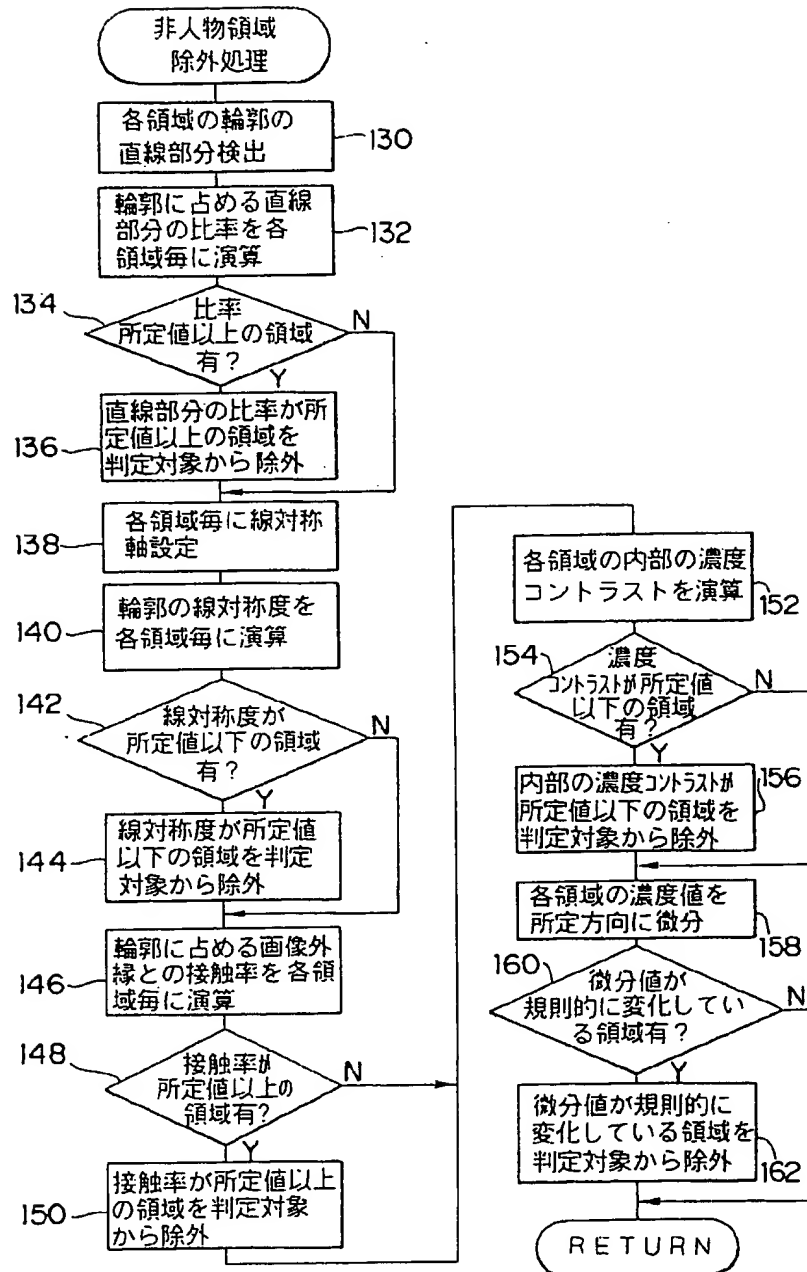 非人物領域
除外処理
各領域の輪郭の
直線部分検出
130
輪郭に占める直線
部分の比率を各
領域毎に演算
132
134
比率
所定値以上の領域
有?
N
Y
直線部分の比率が所
定値以上の領域を
判定対象から除外
136
各領域毎に線対称
軸設定
138
輪郭の線対称度を
各領域毎に演算
140
142
線対称度が
所定値以下の領域
有?
N
Y
線対称度が所定値
以下の領域を判定
対象から除外
144
輪郭に占める画像外
縁との接触率を各領
域毎に演算
146
148
接触率が
所定値以上の
領域有?
N
Y
接触率が所定値以上
の領域を判定対象
から除外
150
各領域の内部の濃度
コントラストを演算
152
154
濃度
コントラストが所定値
以下の領域
有?
N
Y
内部の濃度コントラストが
所定値以下の領域を
判定対象から除外
156
各領域の濃度値を
所定方向に微分
158
160
微分値が
規則的に変化してい
る領域有?
N
Y
微分値が規則的に
変化している領域を
判定対象から除外
162
RETURN